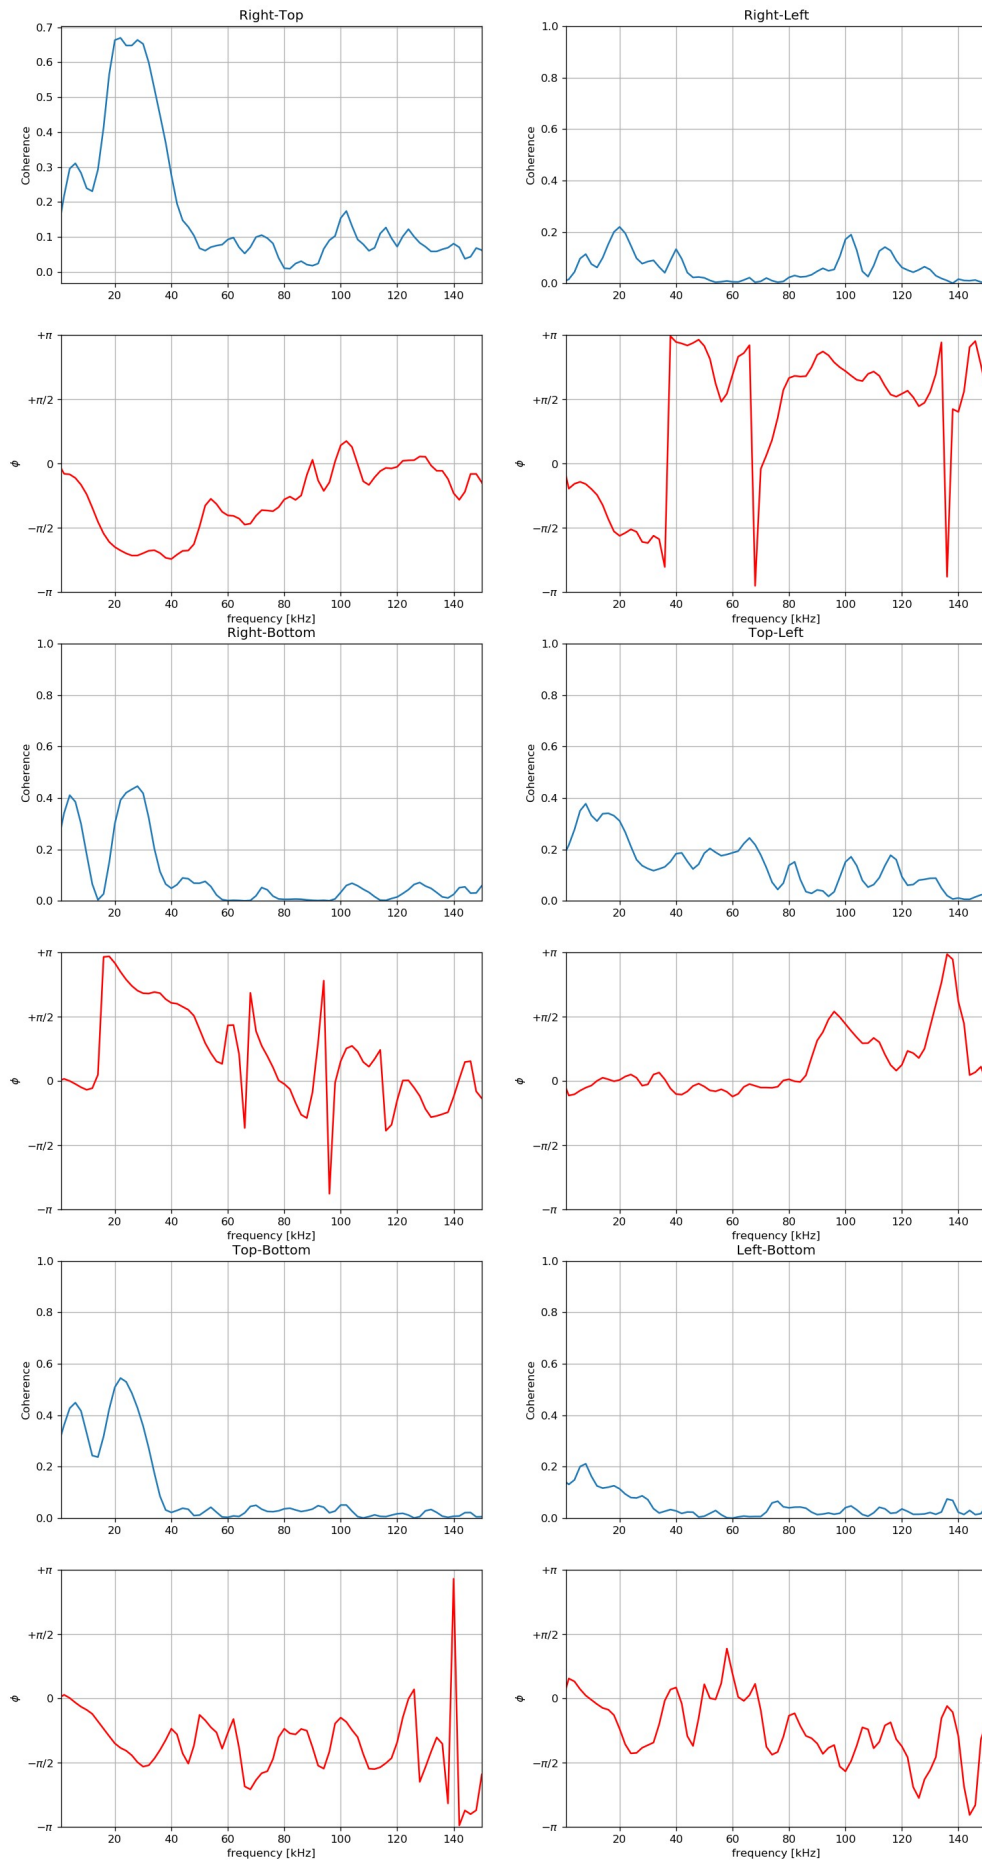 Right-Top
Coherence
0.7
0.6
0.5
0.4
0.3
0.2
0.1
0.0
20 40 60 80 100 120 140
Right-Left
Coherence
1.0
0.8
0.6
0.4
0.2
0.0
20 40 60 80 100 120 140
ϕ
+π
+π/2
0
−π/2
−π
20 40 60 80 100 120 140
frequency [kHz]
ϕ
+π
+π/2
0
−π/2
−π
20 40 60 80 100 120 140
frequency [kHz]
Right-Bottom
Coherence
1.0
0.8
0.6
0.4
0.2
0.0
20 40 60 80 100 120 140
Top-Left
Coherence
1.0
0.8
0.6
0.4
0.2
0.0
20 40 60 80 100 120 140
ϕ
+π
+π/2
0
−π/2
−π
20 40 60 80 100 120 140
frequency [kHz]
ϕ
+π
+π/2
0
−π/2
−π
20 40 60 80 100 120 140
frequency [kHz]
Top-Bottom
Coherence
1.0
0.8
0.6
0.4
0.2
0.0
20 40 60 80 100 120 140
Left-Bottom
Coherence
1.0
0.8
0.6
0.4
0.2
0.0
20 40 60 80 100 120 140
ϕ
+π
+π/2
0
−π/2
−π
20 40 60 80 100 120 140
frequency [kHz]
ϕ
+π
+π/2
0
−π/2
−π
20 40 60 80 100 120 140
frequency [kHz]